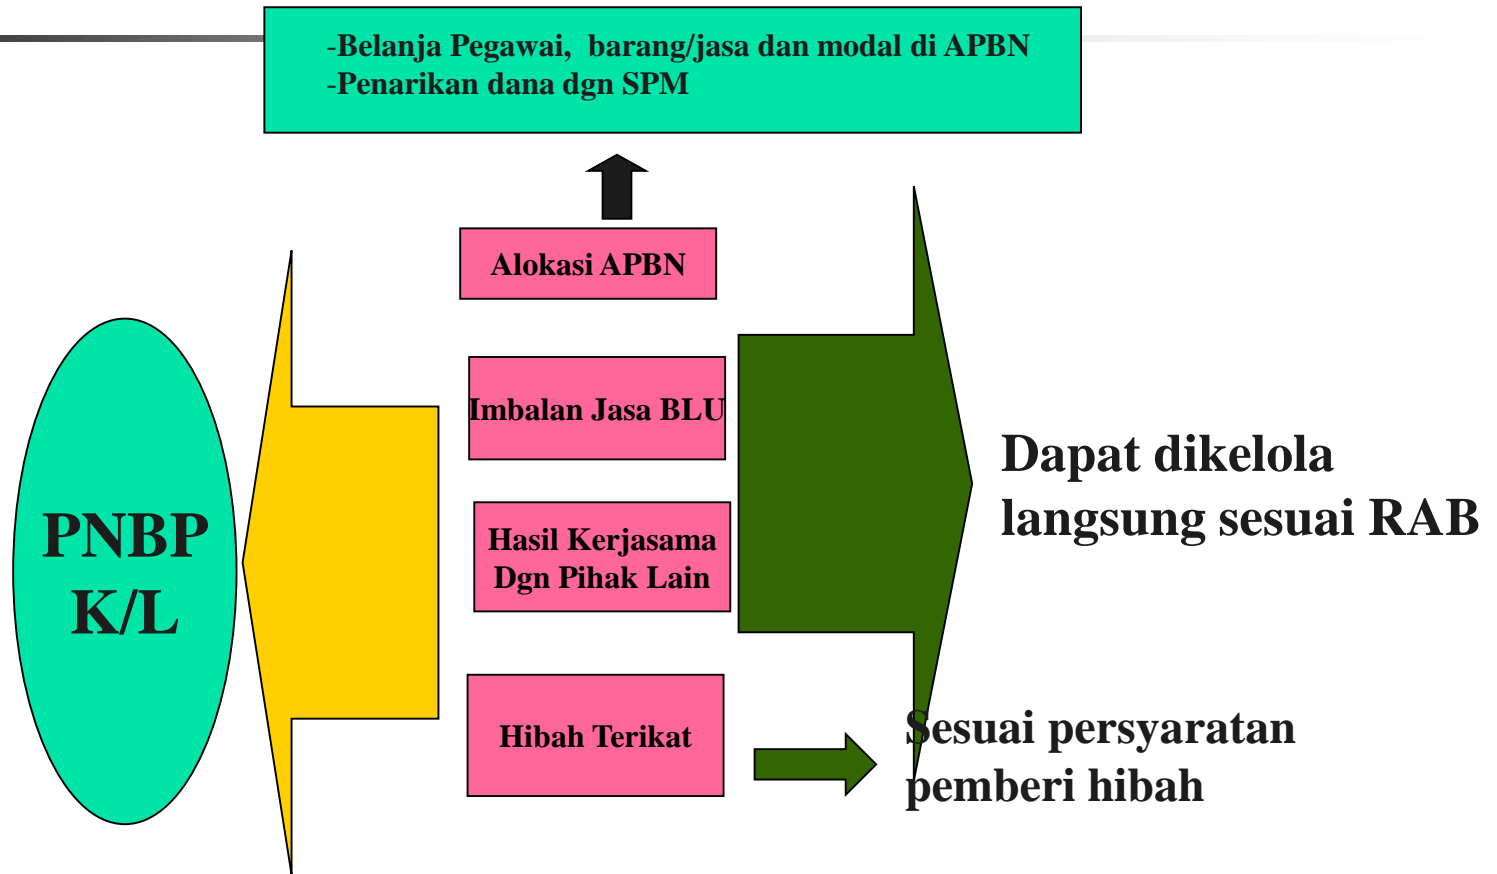 -Belanja Pegawai, barang/jasa dan modal di APBN
-Penarikan dana dgn SPM
Alokasi APBN
Imbalan Jasa BLU
Hasil Kerjasama
Dgn Pihak Lain
Hibah Terikat
PNBP
K/L
Dapat dikelola
langsung sesuai RAB
Sesuai persyaratan
pemberi hibah